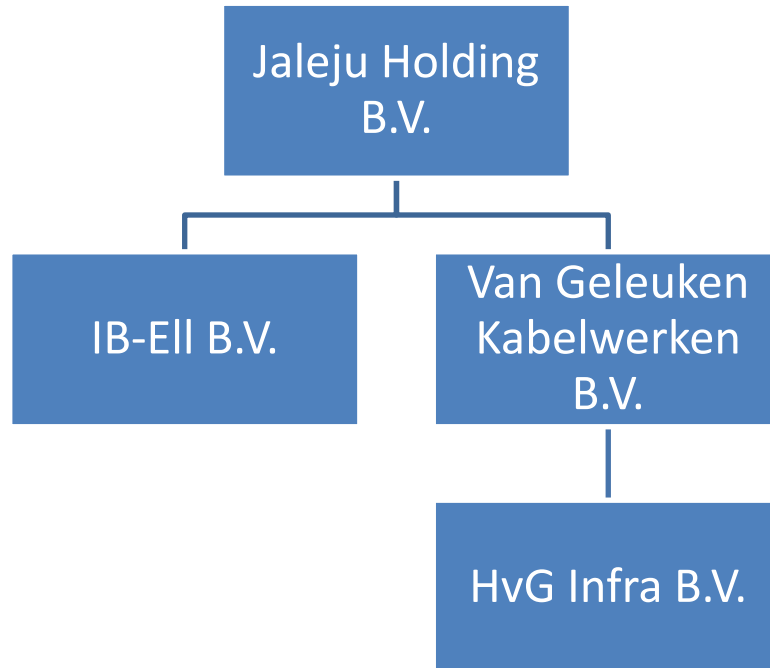 Jaleju Holding
B.V.
IB-Ell B.V.
Van Geleuken
Kabelwerken
B.V.
HvG Infra B.V.